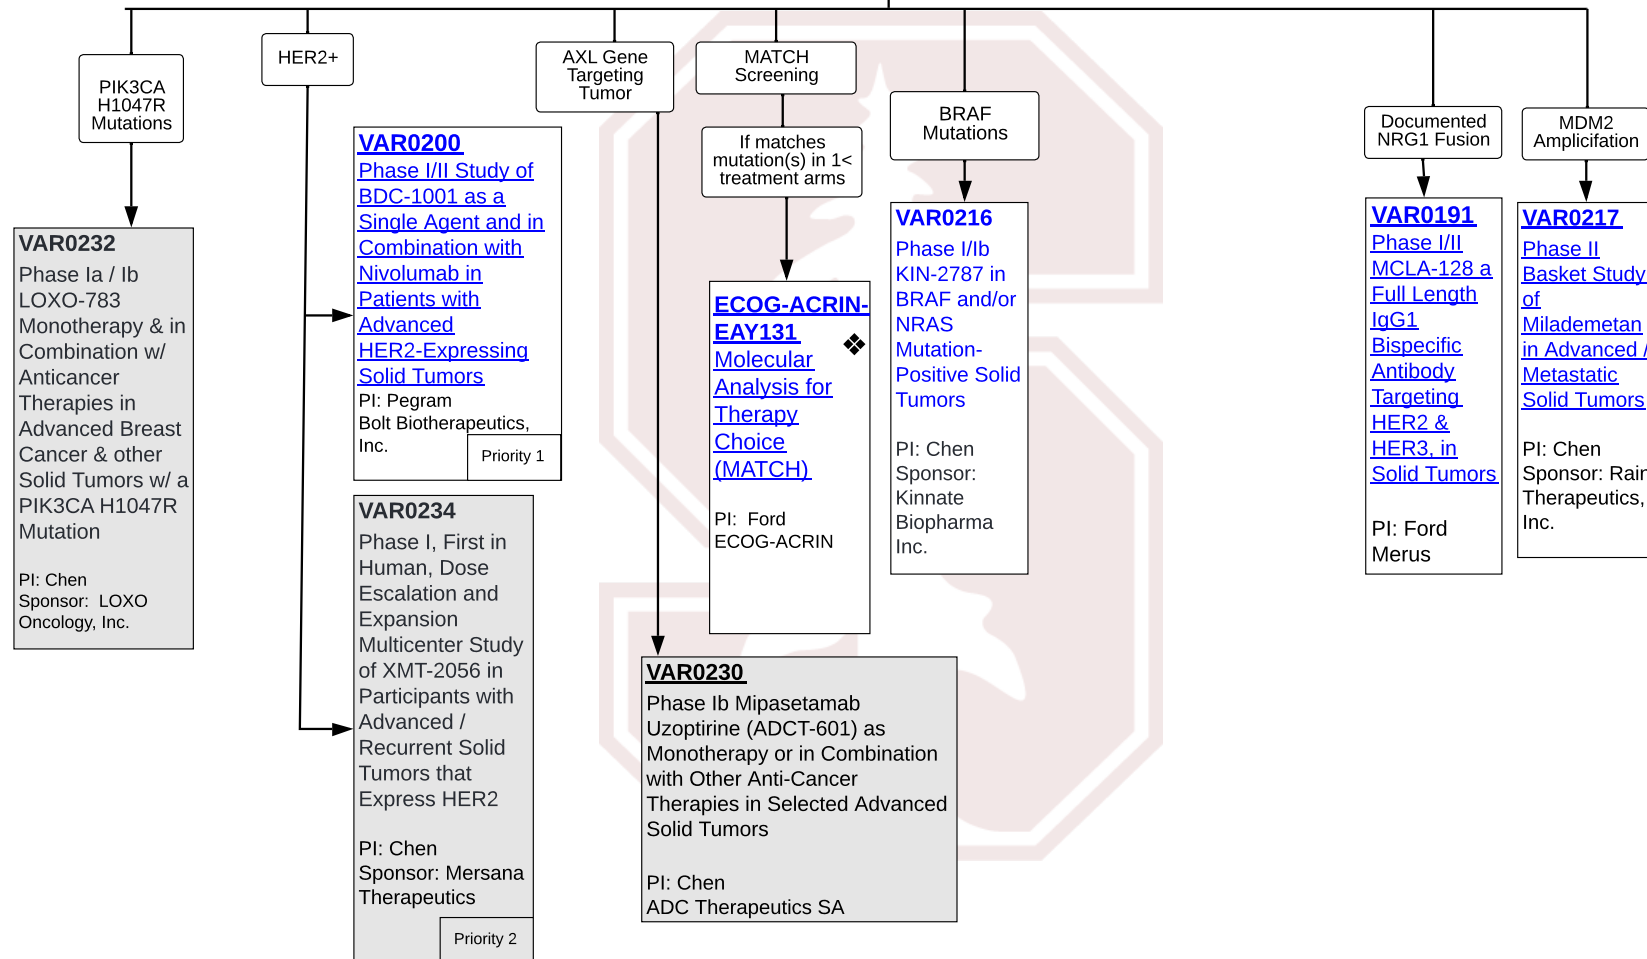 PIK3CA
H1047R
Mutations
VAR0232
Phase Ia / Ib
LOXO-783
Monotherapy & in
Combination w/
Anticancer
Therapies in
Advanced Breast
Cancer & other
Solid Tumors w/ a
PIK3CA H1047R
Mutation
PI: Chen
Sponsor: LOXO
Oncology, Inc.
HER2+
VAR0200
Phase I/II Study of
BDC-1001 as a
Single Agent and in
Combination with
Nivolumab in
Patients with
Advanced
HER2-Expressing
Solid Tumors
PI: Pegram
Bolt Biotherapeutics,
Inc.
Priority 1
VAR0234
Phase I, First in
Human, Dose
Escalation and
Expansion
Multicenter Study
of XMT-2056 in
Participants with
Advanced /
Recurrent Solid
Tumors that
Express HER2
PI: Chen
Sponsor: Mersana
Therapeutics
Priority 2
AXL Gene
Targeting
Tumor
VAR0230
Phase Ib Mipasetamab
Uzoptirine (ADCT-601) as
Monotherapy or in Combination
with Other Anti-Cancer
Therapies in Selected Advanced
Solid Tumors
PI: Chen
ADC Therapeutics SA
MATCH
Screening
If matches
mutation(s) in 1<
treatment arms
ECOG-ACRIN-
EAY131
Molecular
Analysis for
Therapy
Choice
(MATCH)
PI: Ford
ECOG-ACRIN
BRAF
Mutations
VAR0216
Phase I/Ib
KIN-2787 in
BRAF and/or
NRAS
Mutation-
Positive Solid
Tumors
PI: Chen
Sponsor:
Kinnate
Biopharma
Inc.
Documented
NRG1 Fusion
VAR0191
Phase I/II
MCLA-128 a
Full Length
IgG1
Bispecific
Antibody
Targeting
HER2 &
HER3, in
Solid Tumors
PI: Ford
Merus
MDM2
Amplicifation
VAR0217
Phase II
Basket Study
of
Milademetan
in Advanced /
Metastatic
Solid Tumors
PI: Chen
Sponsor: Rain
Therapeutics,
Inc.